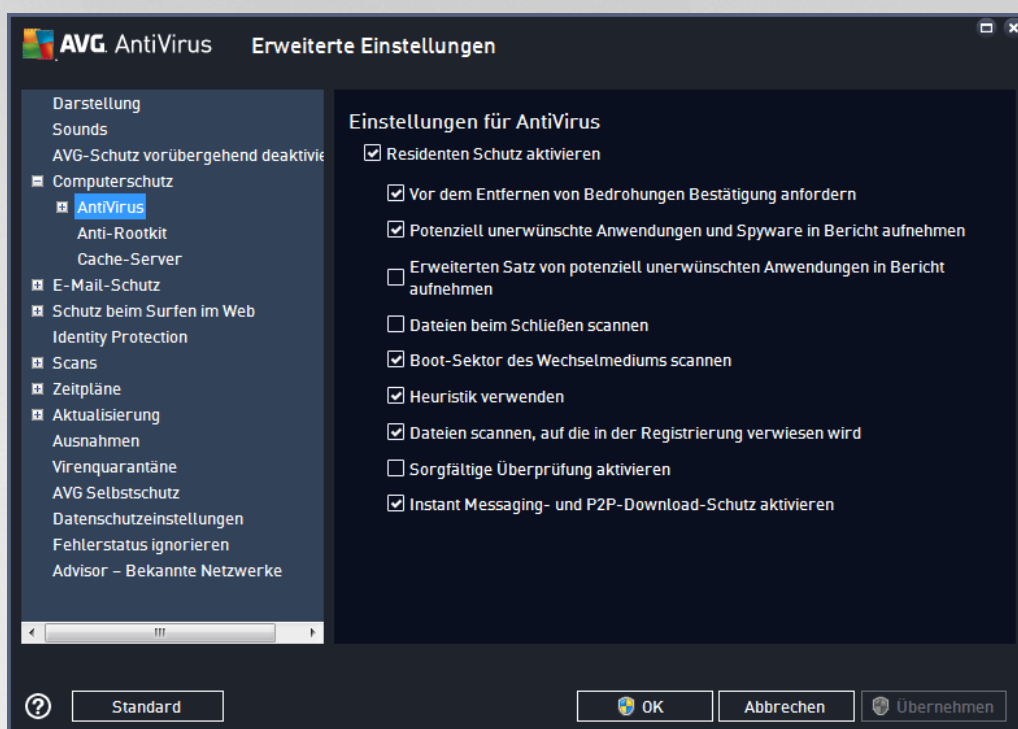 AVG. AntiVirus Erweiterte Einstellungen
Darstellung
Sounds
AVG-Schutz vorübergehend deaktivie
Computerschutz
AntiVirus
Anti-Rootkit
Cache-Server
E-Mail-Schutz
Schutz beim Surfen im Web
Identity Protection
Scans
Zeitpläne
Aktualisierung
Ausnahmen
Virenquarantäne
AVG Selbstschutz
Datenschutzeinstellungen
Fehlerstatus ignorieren
Advisor – Bekannte Netzwerke
Einstellungen für AntiVirus
Residenten Schutz aktivieren
Vor dem Entfernen von Bedrohungen Bestätigung anfordern
Potenziell unerwünschte Anwendungen und Spyware in Bericht aufnehmen
Erweiterten Satz von potenziell unerwünschten Anwendungen in Bericht
aufnehmen
Dateien beim Schließen scannen
Boot-Sektor des Wechselmediums scannen
Heuristik verwenden
Dateien scannen, auf die in der Registrierung verwiesen wird
Sorgfältige Überprüfung aktivieren
Instant Messaging- und P2P-Download-Schutz aktivieren
Standard
OK
Abbrechen
Übernehmen